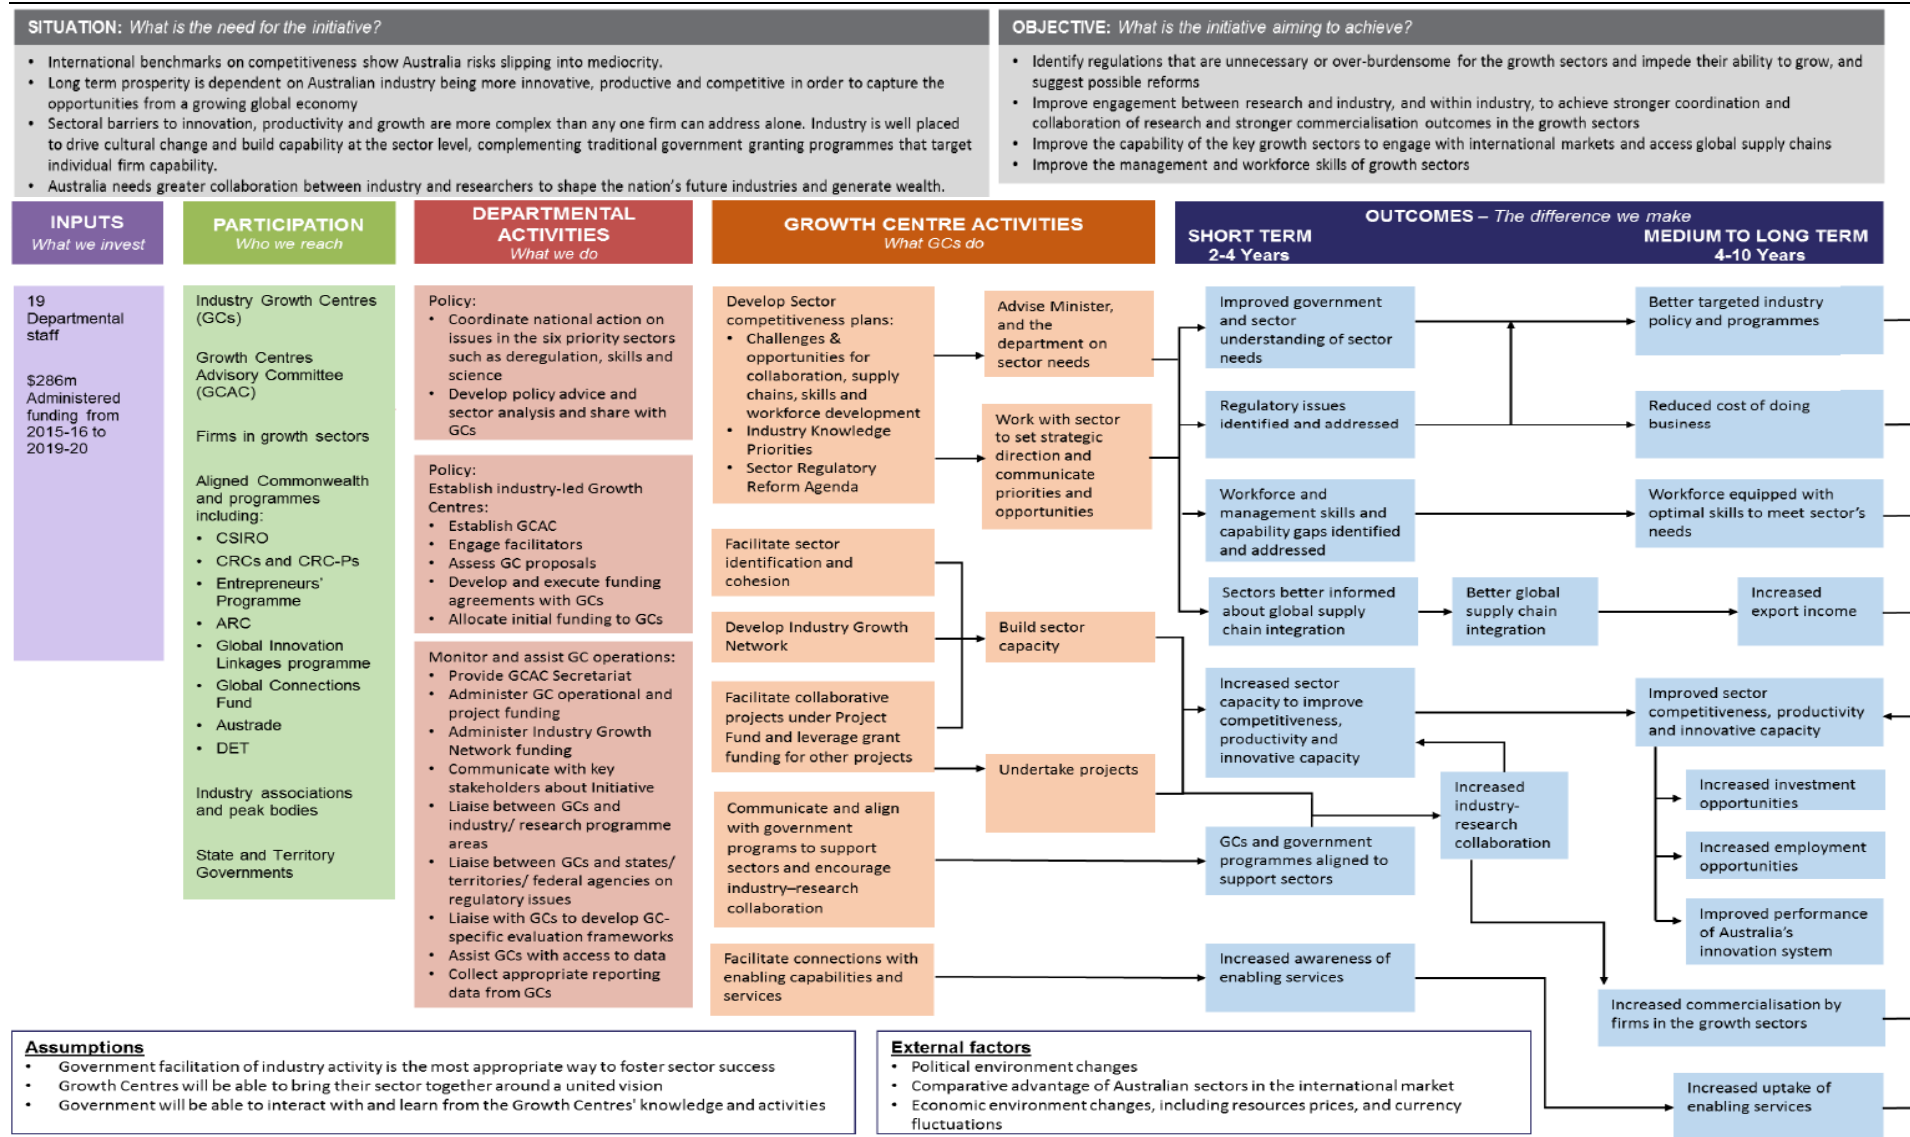 SITUATION: What is the need for the initiative?
• International benchmarks on competitiveness show Australia risks slipping into mediocrity.
• Long term prosperity is dependent on Australian industry being more innovative, productive and competitive in order to capture the
opportunities from a growing global economy
• Sectoral barriers to innovation, productivity and growth are more complex than any one firm can address alone. Industry is well placed
to drive cultural change and build capability at the sector level, complementing traditional government granting programmes that target
individual firm capability.
• Australia needs greater collaboration between industry and researchers to shape the nation's future industries and generate wealth.
OBJECTIVE: What is the initiative aiming to achieve?
• Identify regulations that are unnecessary or over-burdensome for the growth sectors and impede their ability to grow, and
suggest possible reforms
• Improve engagement between research and industry, and within industry, to achieve stronger coordination and
collaboration of research and stronger commercialisation outcomes in the growth sectors
• Improve the capability of the key growth sectors to engage with international markets and access global supply chains
• Improve the management and workforce skills of growth sectors
INPUTS
What we invest
19
Departmental
staff
$286m
Administered
funding from
2015-16 to
2019-20
PARTICIPATION
Who we reach
Industry Growth Centres
(GCs)
Growth Centres
Advisory Committee
(GCAC)
Firms in growth sectors
Aligned Commonwealth
and programmes
including:
• CSIRO
• CRCs and CRC-Ps
• Entrepreneurs'
Programme
• ARC
• Global Innovation
Linkages programme
• Global Connections
Fund
• Austrade
• DET
Industry associations
and peak bodies
State and Territory
Governments
DEPARTMENTAL
ACTIVITIES
What we do
Policy:
• Coordinate national action on
issues in the six priority sectors
such as deregulation, skills and
science
• Develop policy advice and
sector analysis and share with
GCs
Policy:
Establish industry-led Growth
Centres:
• Establish GCAC
• Engage facilitators
• Assess GC proposals
• Develop and execute funding
agreements with GCs
• Allocate initial funding to GCs
Monitor and assist GC operations:
• Provide GCAC Secretariat
• Administer GC operational and
project funding
• Administer Industry Growth
Network funding
• Communicate with key
stakeholders about Initiative
• Liaise between GCs and
industry/ research programme
areas
• Liaise between GCs and states/
territories/ federal agencies on
regulatory issues
• Liaise with GCs to develop GC-
specific evaluation frameworks
• Assist GCs with access to data
• Collect appropriate reporting
data from GCs
GROWTH CENTRE ACTIVITIES
What GCs do
Develop Sector
competitiveness plans:
• Challenges &
opportunities for
collaboration, supply
chains, skills and
workforce development
• Industry Knowledge
Priorities
• Sector Regulatory
Reform Agenda
Facilitate sector
identification and
cohesion
Develop Industry Growth
Network
Facilitate collaborative
projects under Project
Fund and leverage grant
funding for other projects
Communicate and align
with government
programs to support
sectors and encourage
industry–research
collaboration
Facilitate connections with
enabling capabilities and
services
Advise Minister,
and the
department on
sector needs
Work with sector
to set strategic
direction and
communicate
priorities and
opportunities
Build sector
capacity
Undertake projects
OUTCOMES – The difference we make
SHORT TERM
2-4 Years
MEDIUM TO LONG TERM
4-10 Years
Improved government
and sector
understanding of sector
needs
Regulatory issues
identified and addressed
Workforce and
management skills and
capability gaps identified
and addressed
Sectors better informed
about global supply
chain integration
Better global
supply chain
integration
Increased sector
capacity to improve
competitiveness,
productivity and
innovative capacity
Increased
industry-
research
collaboration
GCs and government
programmes aligned to
support sectors
Increased awareness of
enabling services
Better targeted industry
policy and programmes
Reduced cost of doing
business
Workforce equipped with
optimal skills to meet sector's
needs
Increased
export income
Improved sector
competitiveness, productivity
and innovative capacity
Increased investment
opportunities
Increased employment
opportunities
Improved performance
of Australia's
innovation system
Increased commercialisation by
firms in the growth sectors
Increased uptake of
enabling services
Assumptions
• Government facilitation of industry activity is the most appropriate way to foster sector success
• Growth Centres will be able to bring their sector together around a united vision
• Government will be able to interact with and learn from the Growth Centres' knowledge and activities
External factors
• Political environment changes
• Comparative advantage of Australian sectors in the international market
• Economic environment changes, including resources prices, and currency
fluctuations